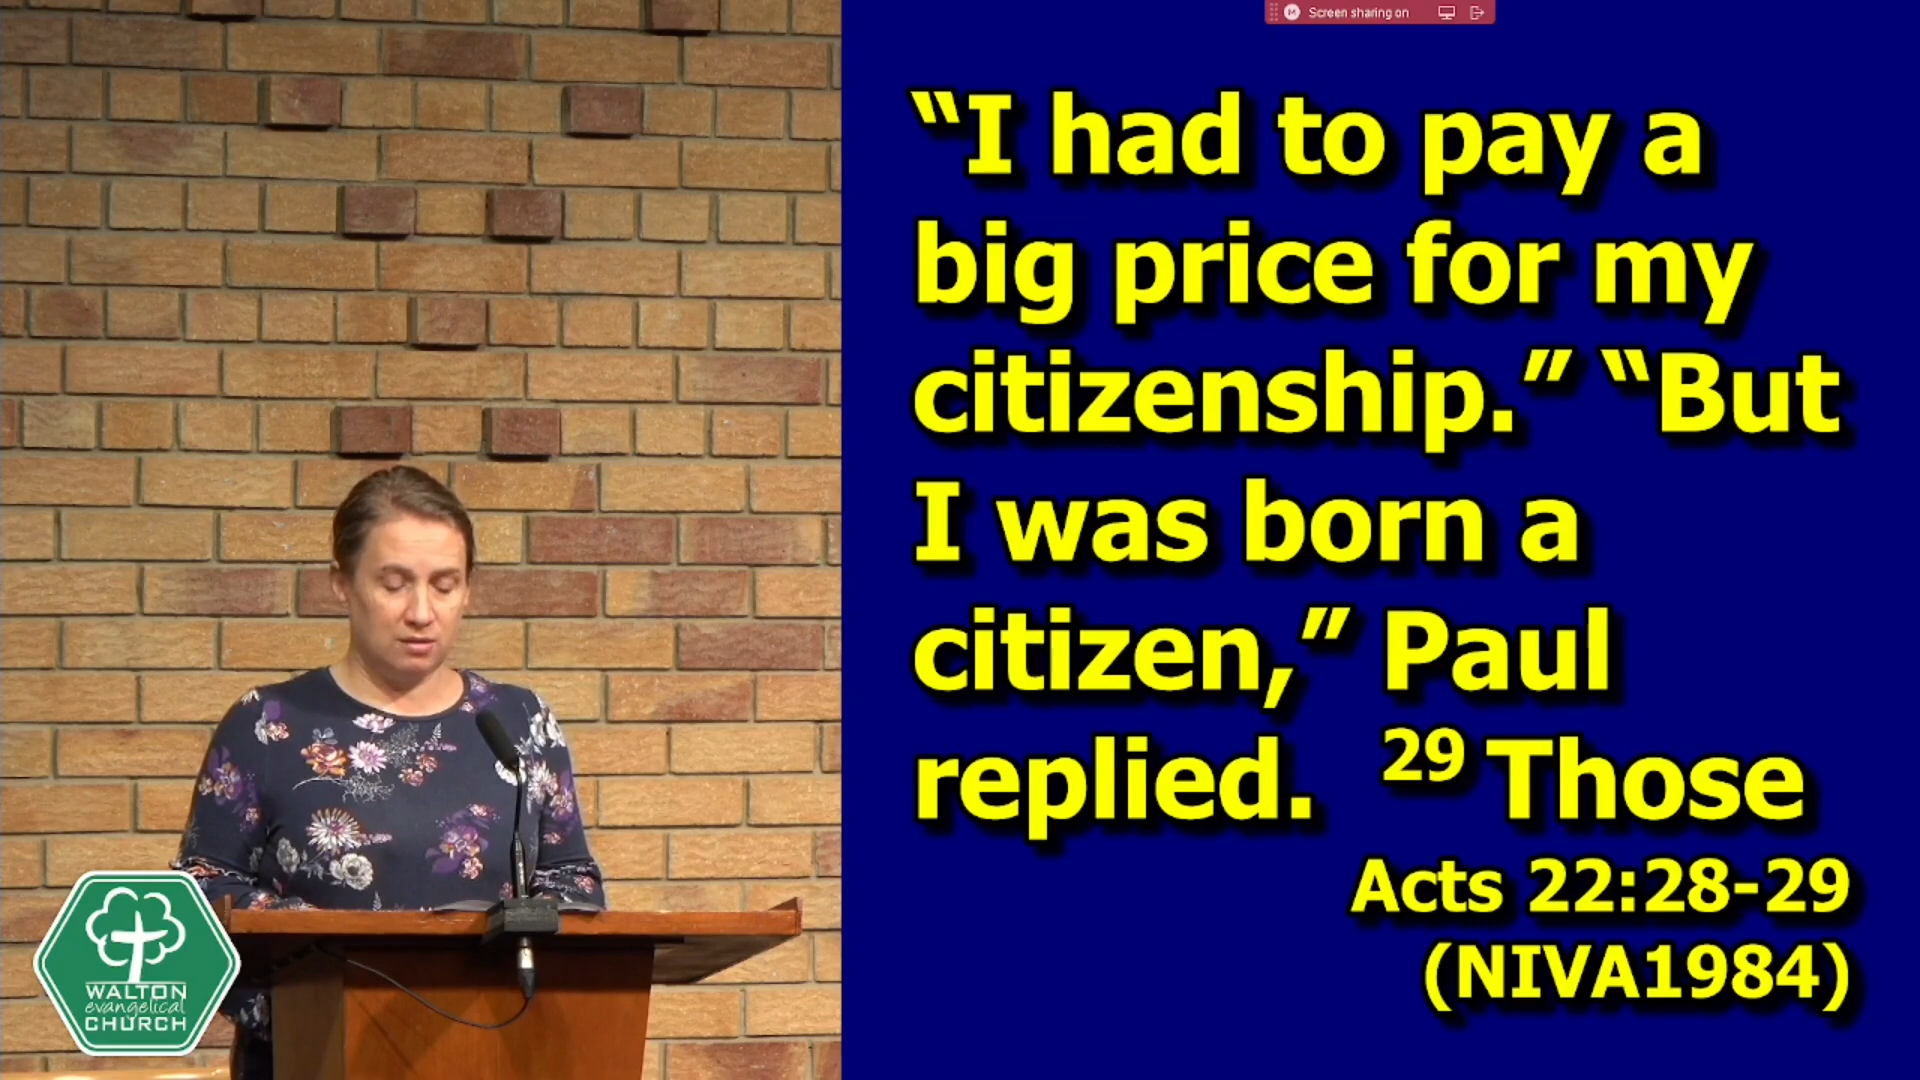 Screen sharing on
“I had to pay a
big price for my
citizenship.” “But
I was born a
citizen,” Paul
replied. 29 Those
Acts 22:28-29
(NIVA1984)
WALTON
evangelical
CHURCH